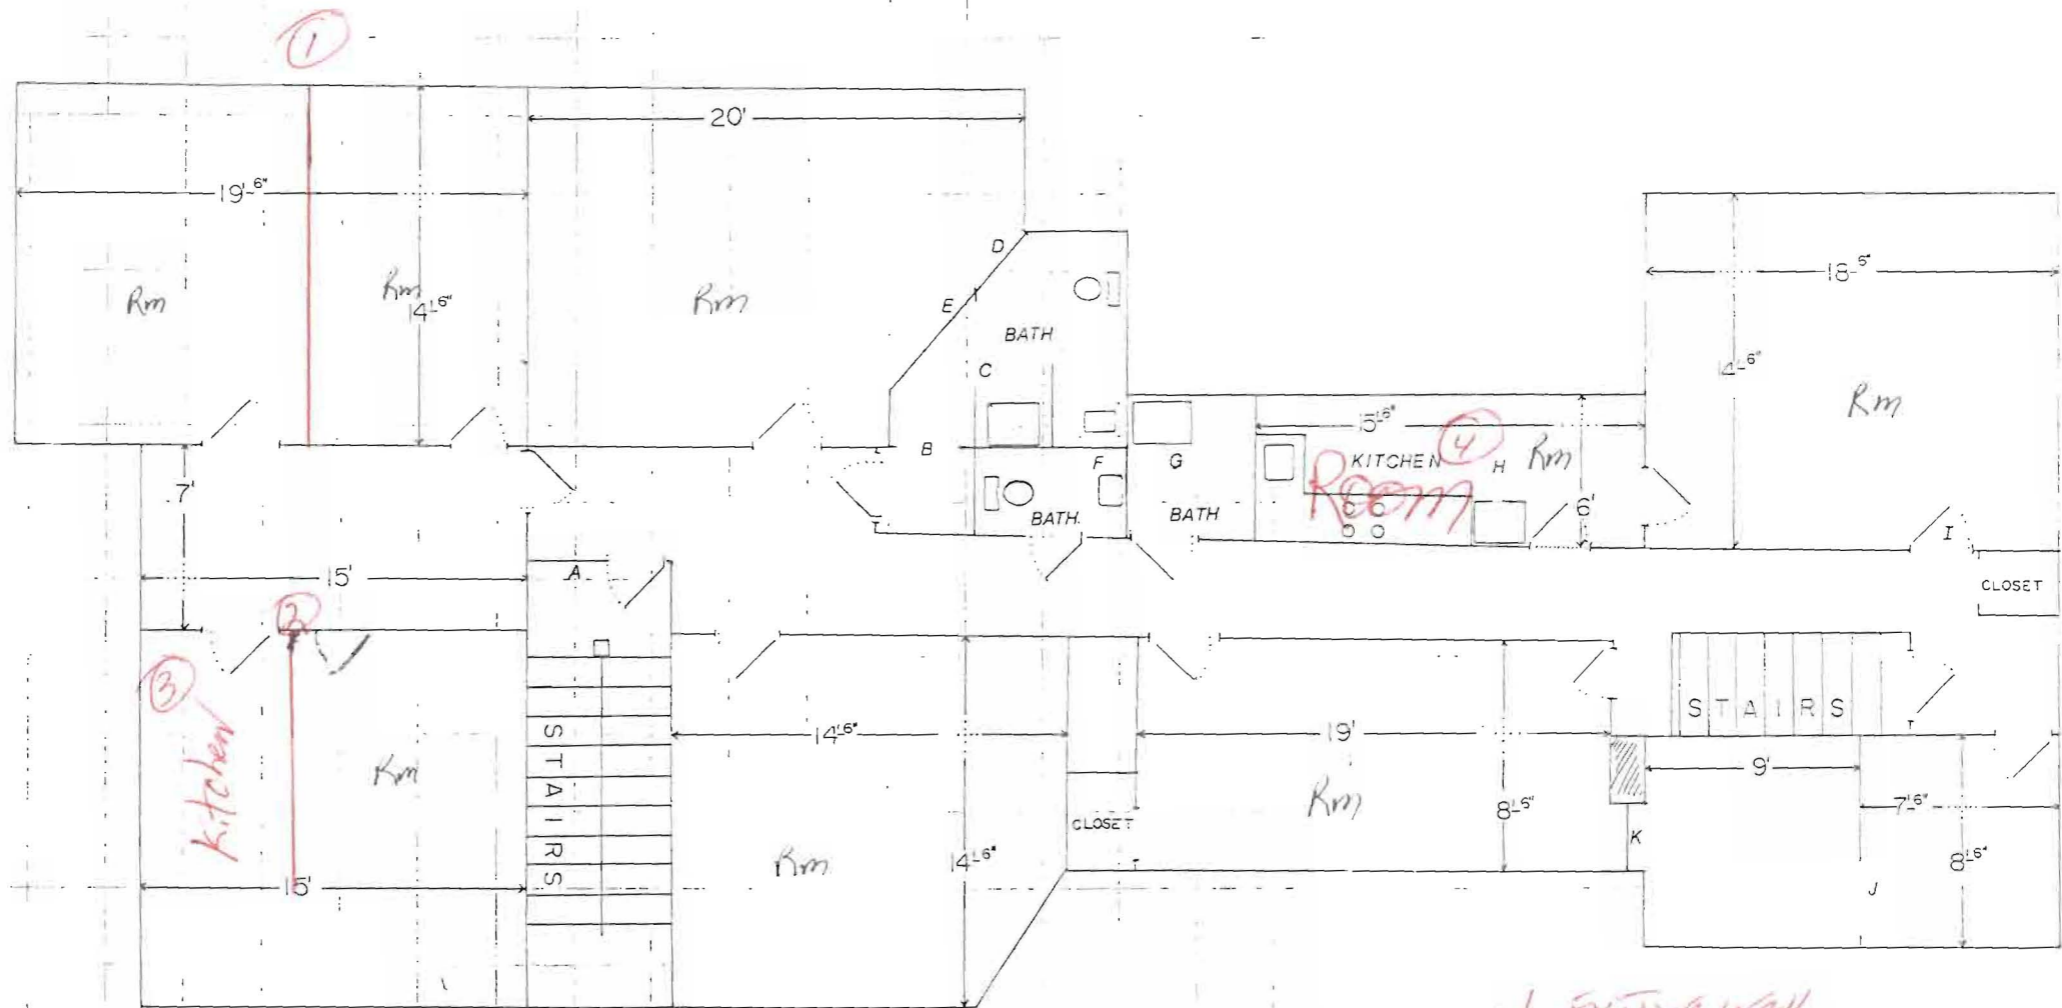 1
20'
19'-6"
Rm
Rm
14'-6"
Rm
D
E
BATH
C
18'-6"
14'-6"
Rm
15'-6"
B
F
G
KITCHEN
4
H
Rm
Room
7'
BATH
BATH
6'
I
15'
A
CLOSET
2
3
Kitchen
STAIRS
14'-6"
19'
STAIRS
9'
7'-6"
Rm
Rm
8'-6"
CLOSET
K
Rm
14'-6"
8'-6"
15'
J